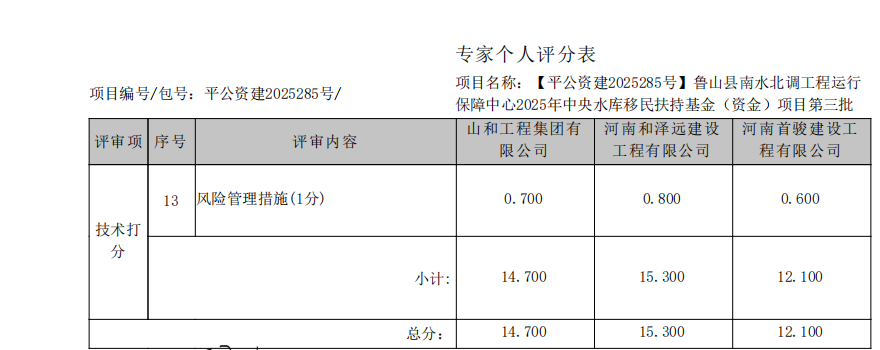 专家个人评分表
项目编号/包号: 平公资建2025285号/
项目名称: 【平公资建2025285号】鲁山县南水北调工程运行
保障中心2025年中央水库移民扶持基金（资金）项目第三批
评审项 序号 评审内容 山和工程集团有限公司 河南和泽远建设工程有限公司 河南首骏建设工程有限公司
技术打分 13 风险管理措施(1分) 0.700 0.800 0.600
小计: 14.700 15.300 12.100
总分: 14.700 15.300 12.100